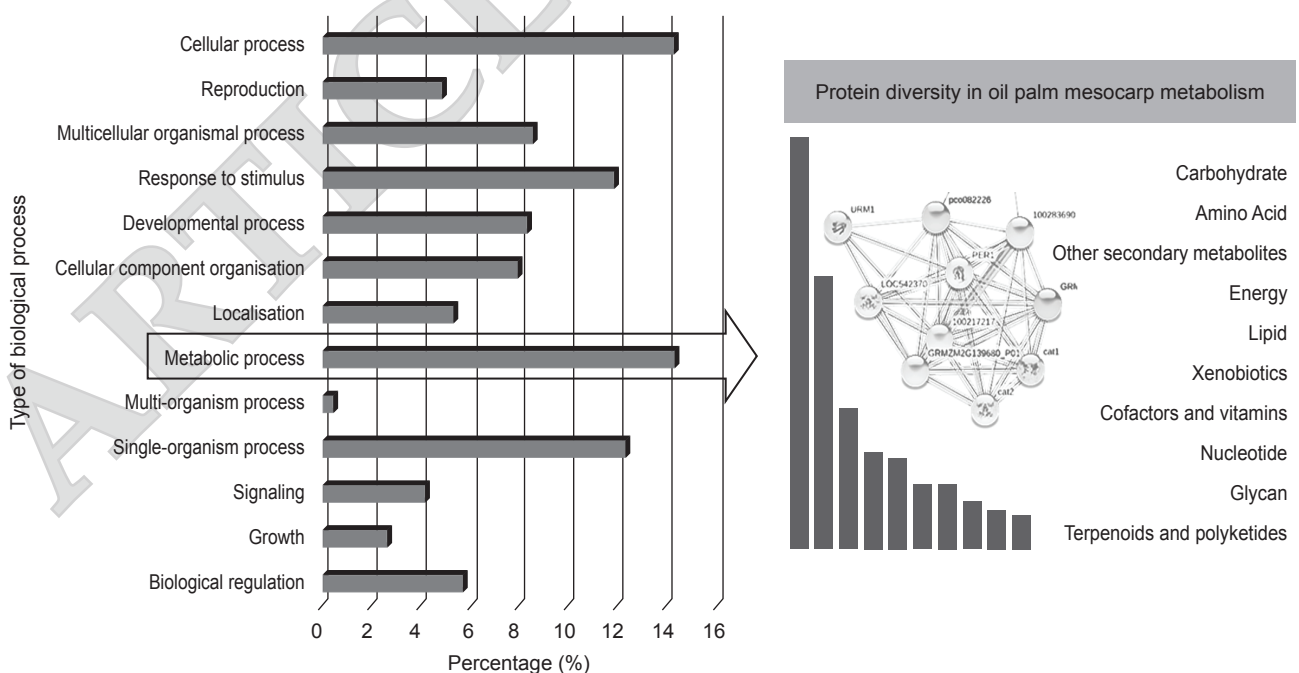 ARTICLE
Type of biological process
Cellular process
Reproduction
Multicellular organismal process
Response to stimulus
Developmental process
Cellular component organisation
Localisation
Metabolic process
Multi-organism process
Single-organism process
Signaling
Growth
Biological regulation
0 2 4 6 8 10 12 14 16
Percentage (%)
Protein diversity in oil palm mesocarp metabolism
Carbohydrate
Amino Acid
Other secondary metabolites
Energy
Lipid
Xenobiotics
Cofactors and vitamins
Nucleotide
Glycan
Terpenoids and polyketides
URM1
pco082226
100283690
PER1
LOC542370
GRM
100217217
GRMZM2G139680_P01
cat1
cat2